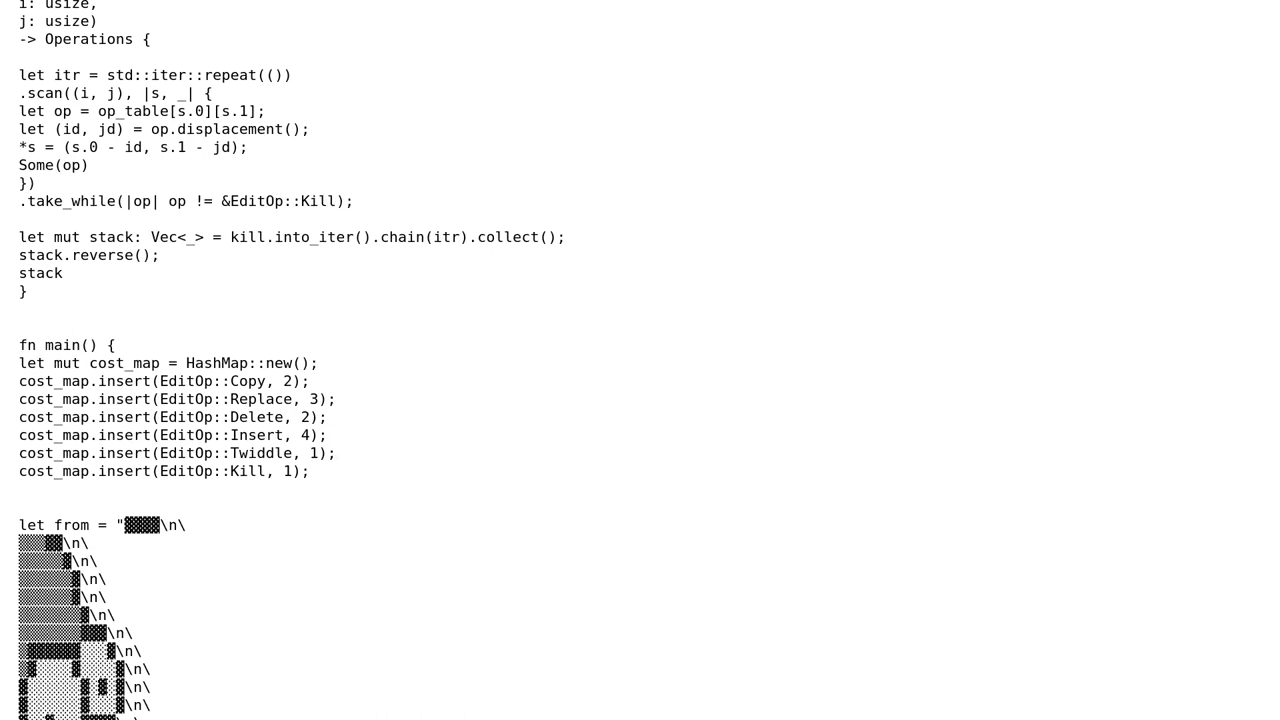 i: usize,
j: usize)
-> Operations {
let itr = std::iter::repeat(())
.scan((i, j), |s, _| {
let op = op_table[s.0][s.1];
let (id, jd) = op.displacement();
*s = (s.0 - id, s.1 - jd);
Some(op)
})
.take_while(|op| op != &EditOp::Kill);
let mut stack: Vec<_> = kill.into_iter().chain(itr).collect();
stack.reverse();
stack
}
fn main() {
let mut cost_map = HashMap::new();
cost_map.insert(EditOp::Copy, 2);
cost_map.insert(EditOp::Replace, 3);
cost_map.insert(EditOp::Delete, 2);
cost_map.insert(EditOp::Insert, 4);
cost_map.insert(EditOp::Twiddle, 1);
cost_map.insert(EditOp::Kill, 1);
let from = "▓▓▓▓\n\
▒▒▒▓▓\n\
▒▒▒▒▒▓\n\
▒▒▒▒▒▒▓\n\
▒▒▒▒▒▒▓\n\
▒▒▒▒▒▒▒▓\n\
▒▒▒▒▒▒▒▓▓▓\n\
▒▓▓▓▓▓▓░░░▓\n\
▒▓░░░░▓░░░░▓\n\
▓░░░░░░▓░▓░▓\n\
▓░░░░░░▓░░░▓\n\